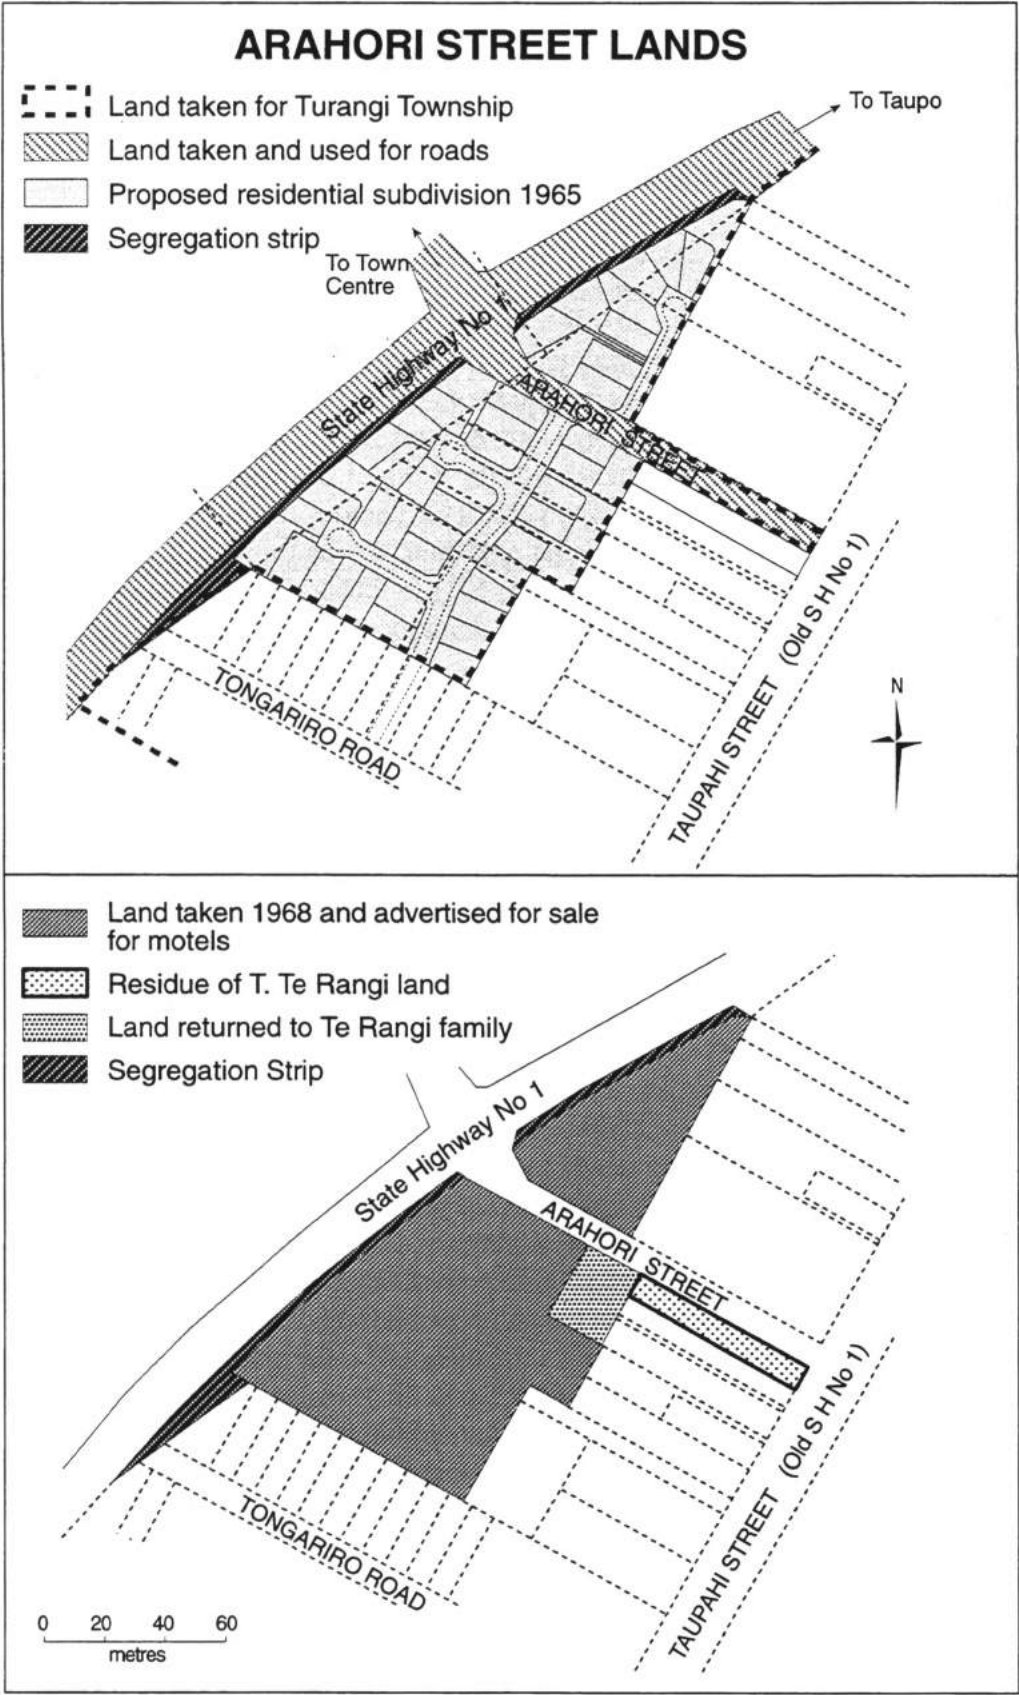 ARAHORI STREET LANDS
Land taken for Turangi Township
Land taken and used for roads
Proposed residential subdivision 1965
Segregation strip
To Taupo
To Town
Centre
State Highway No 1
ARAHORI STREET
TONGARIRO ROAD
TAUPAHI STREET (Old S H No 1)
N
Land taken 1968 and advertised for sale
for motels
Residue of T. Te Rangi land
Land returned to Te Rangi family
Segregation Strip
State Highway No 1
ARAHORI STREET
TONGARIRO ROAD
TAUPAHI STREET (Old S H No 1)
0 20 40 60
metres